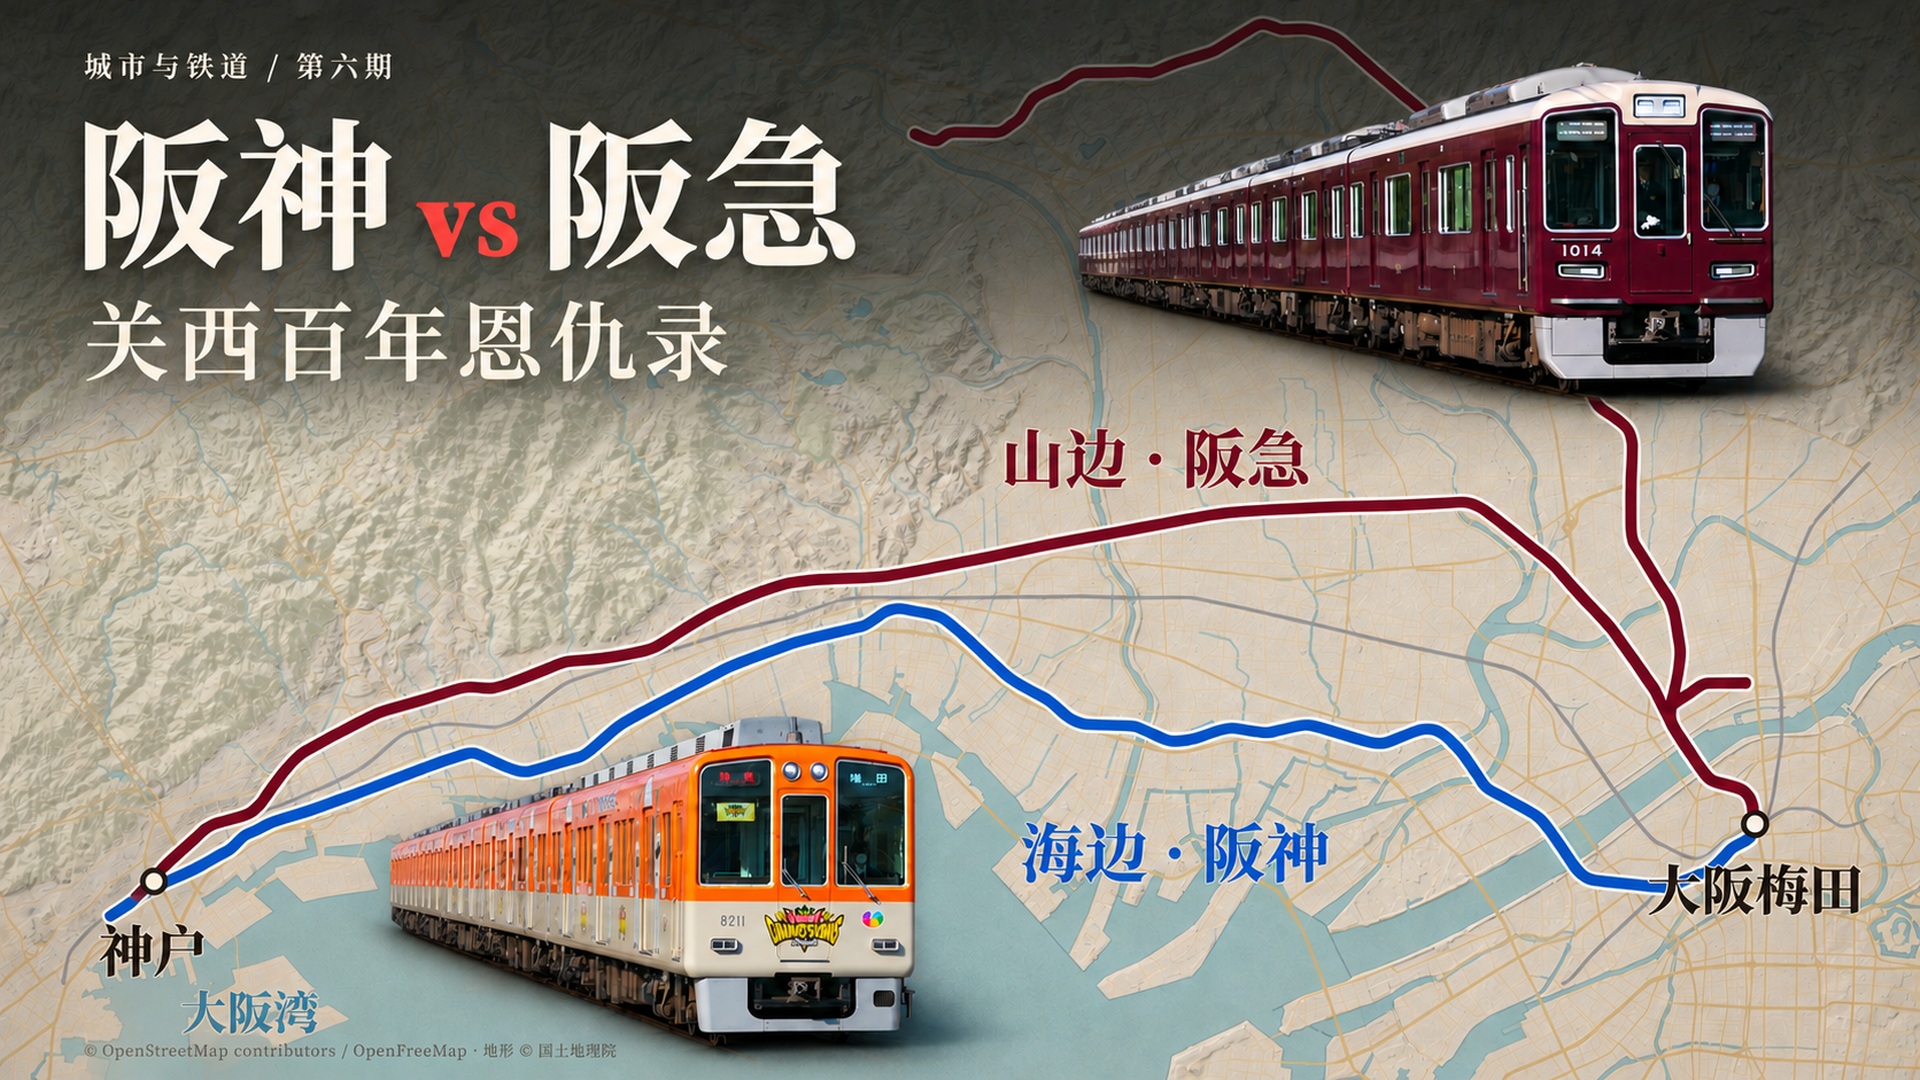 城市与铁道 / 第六期
阪神 vs 阪急
关西百年恩仇录
1014
山边·阪急
海边·阪神
大阪梅田
8211
神户
大阪湾
© OpenStreetMap contributors / OpenFreeMap · 地形 © 国土地理院